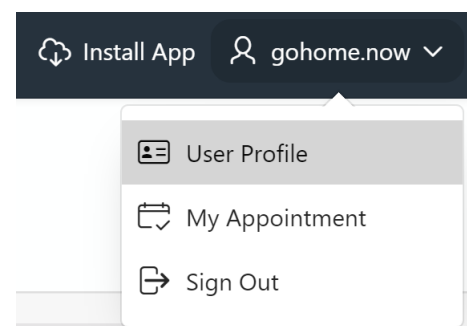 Install App gohome.now
User Profile
My Appointment
Sign Out